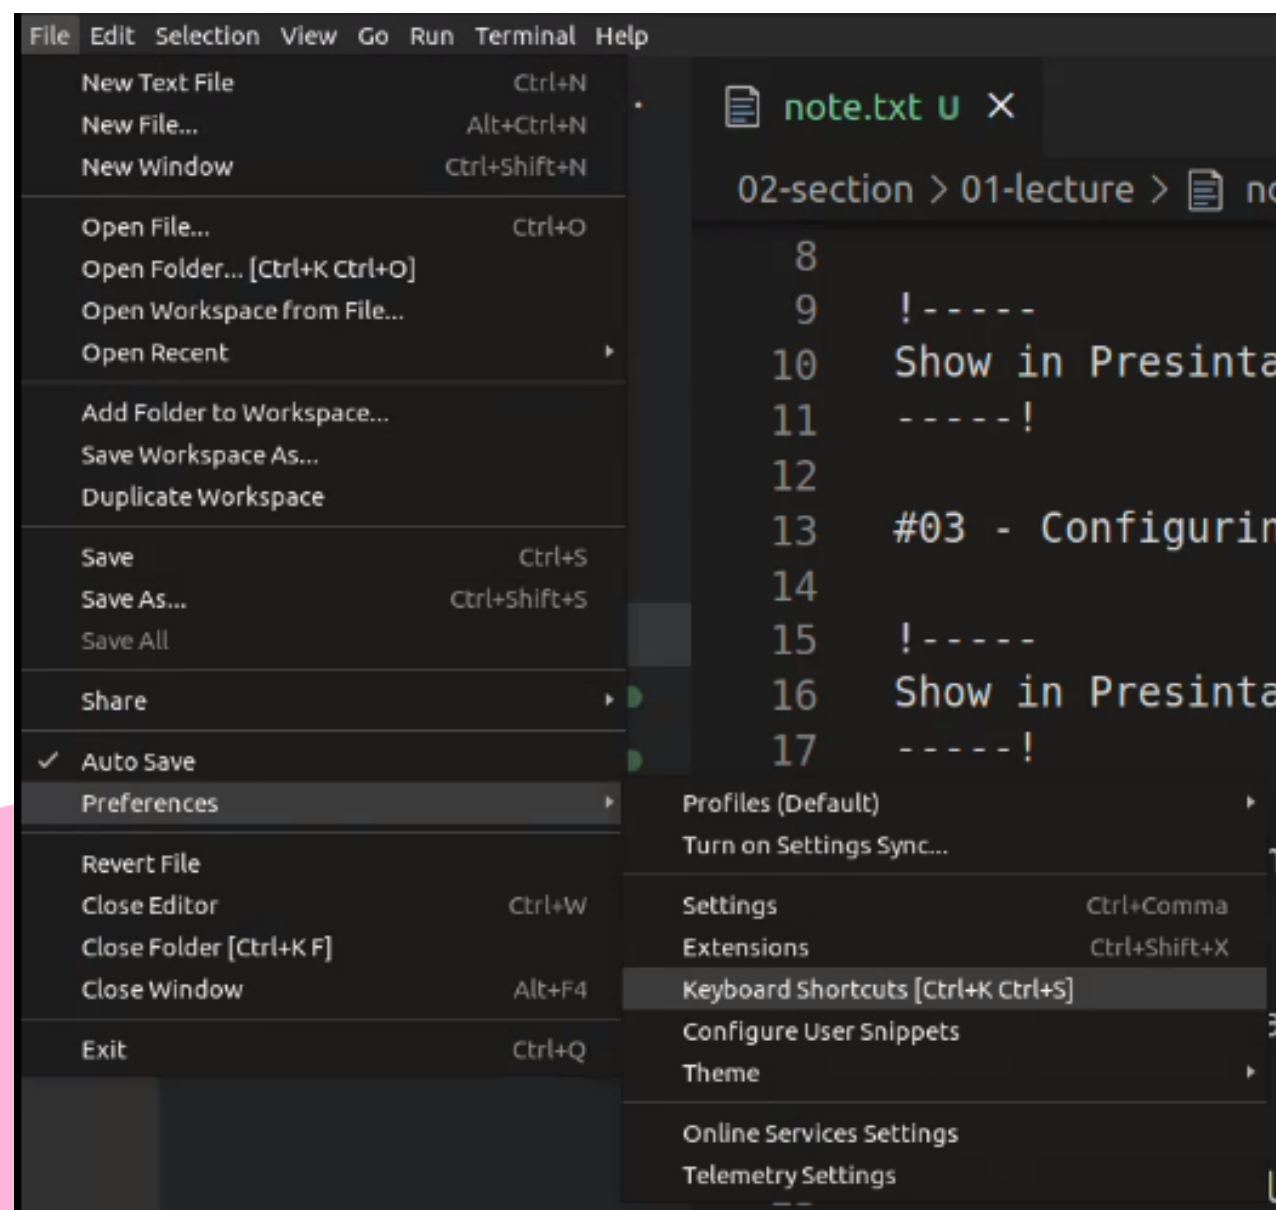 File Edit Selection View Go Run Terminal Help
New Text File Ctrl+N
New File... Alt+Ctrl+N
New Window Ctrl+Shift+N
Open File... Ctrl+O
Open Folder... [Ctrl+K Ctrl+O]
Open Workspace from File...
Open Recent
Add Folder to Workspace...
Save Workspace As...
Duplicate Workspace
Save Ctrl+S
Save As... Ctrl+Shift+S
Save All
Share
Auto Save
Preferences
Revert File
Close Editor Ctrl+W
Close Folder [Ctrl+K F]
Close Window Alt+F4
Exit Ctrl+Q
note.txt U
02-section > 01-lecture >
8
9 !-----
10 Show in
11 -----!
12
13 #03 -
14
15 !-----
16 Show in
17 -----!
Profiles (Default)
Turn on Settings Sync...
Settings Ctrl+Comma
Extensions Ctrl+Shift+X
Keyboard Shortcuts [Ctrl+K Ctrl+S]
Configure User Snippets
Theme
Online Services Settings
Telemetry Settings